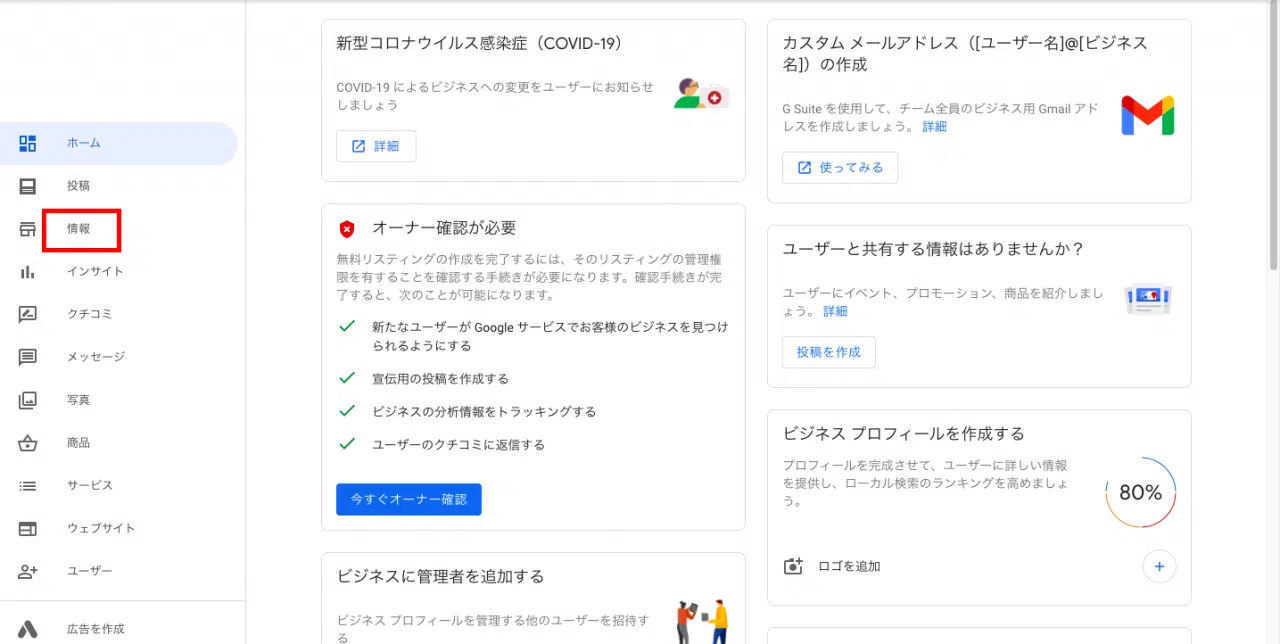 ホーム
投稿
情報
インサイト
クチコミ
メッセージ
写真
商品
サービス
ウェブサイト
ユーザー
広告を作成
新型コロナウイルス感染症（COVID-19）
COVID-19 によるビジネスへの変更をユーザーにお知らせ
しましょう
詳細
オーナー確認が必要
無料リスティングの作成を完了するには、そのリスティングの管理権
限を有することを確認する手続きが必要になります。確認手続きが完
了すると、次のことが可能になります。
新たなユーザーが Google サービスでお客様のビジネスを見つけ
られるようにする
宣伝用の投稿を作成する
ビジネスの分析情報をトラッキングする
ユーザーのクチコミに返信する
今すぐオーナー確認
ビジネスに管理者を追加する
ビジネス プロフィールを管理する他のユーザーを招待す
る
カスタム メールアドレス（[ユーザー名]@[ビジネス
名]）の作成
G Suite を使用して、チーム全員のビジネス用 Gmail アド
レスを作成しましょう。 詳細
使ってみる
ユーザーと共有する情報はありませんか？
ユーザーにイベント、プロモーション、商品を紹介しまし
ょう。 詳細
投稿を作成
ビジネス プロフィールを作成する
プロフィールを完成させて、ユーザーに詳しい情報
を提供し、ローカル検索のランキングを高めましょ
う。
80%
ロゴを追加